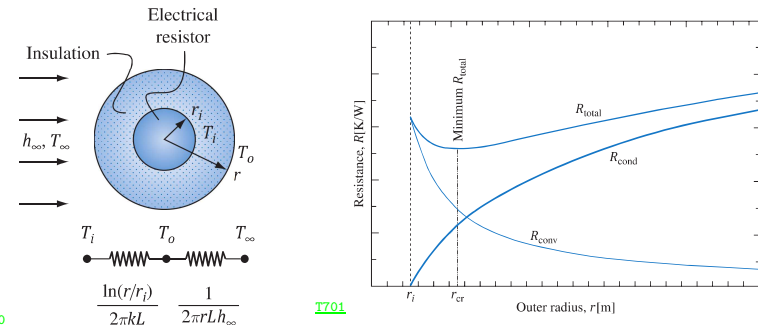 Electrical
resistor
Insulation
r_i
T_i
h_∞, T_∞
T_o
r
T_i T_o T_∞
ln(r/r_i) 1
2πkL 2πrLh_∞
0
T701
Resistance, R[K/W]
Minimum R_total
R_total
R_cond
R_conv
r_i r_cr
Outer radius, r[m]